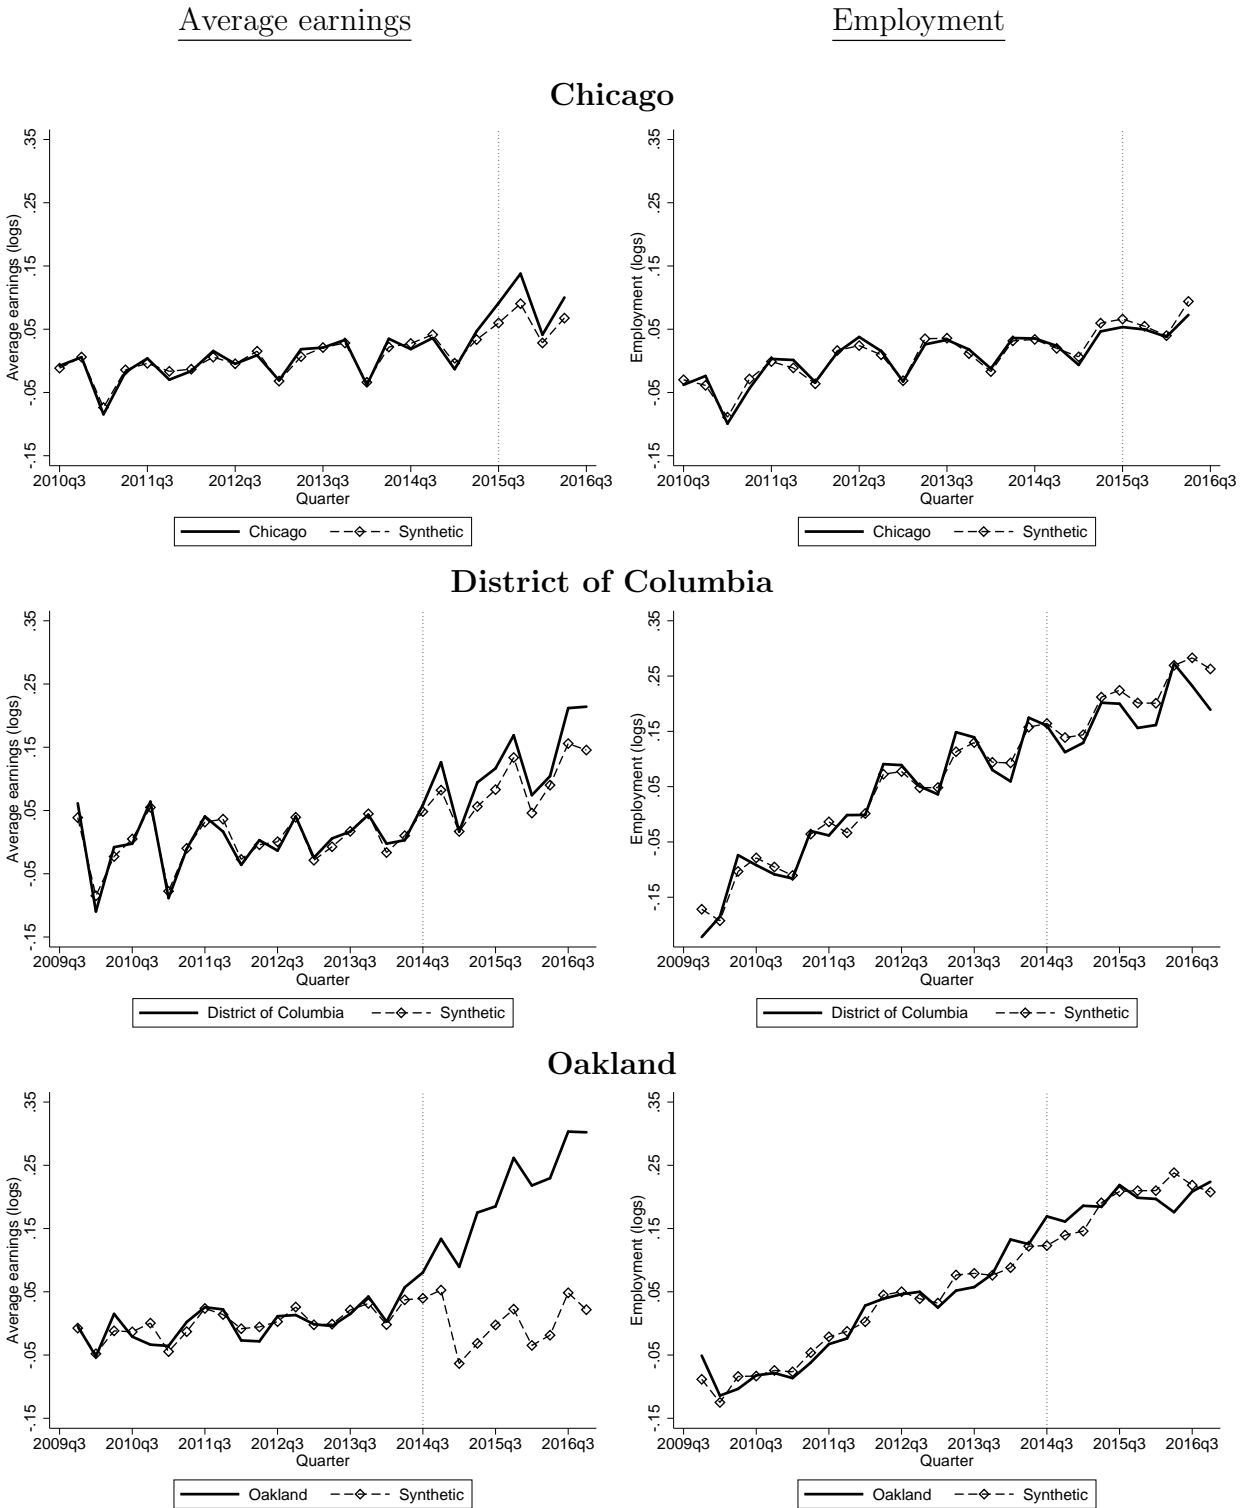 Average earnings
Employment
Chicago
Average earnings (logs)
.35
.25
.15
.05
-.05
-.15
2010q3 2011q3 2012q3 2013q3 2014q3 2015q3 2016q3
Quarter
Chicago Synthetic
Employment (logs)
.35
.25
.15
.05
-.05
-.15
2010q3 2011q3 2012q3 2013q3 2014q3 2015q3 2016q3
Quarter
Chicago Synthetic
District of Columbia
Average earnings (logs)
.35
.25
.15
.05
-.05
-.15
2009q3 2010q3 2011q3 2012q3 2013q3 2014q3 2015q3 2016q3
Quarter
District of Columbia Synthetic
Employment (logs)
.35
.25
.15
.05
-.05
-.15
2009q3 2010q3 2011q3 2012q3 2013q3 2014q3 2015q3 2016q3
Quarter
District of Columbia Synthetic
Oakland
Average earnings (logs)
.35
.25
.15
.05
-.05
-.15
2009q3 2010q3 2011q3 2012q3 2013q3 2014q3 2015q3 2016q3
Quarter
Oakland Synthetic
Employment (logs)
.35
.25
.15
.05
-.05
-.15
2009q3 2010q3 2011q3 2012q3 2013q3 2014q3 2015q3 2016q3
Quarter
Oakland Synthetic